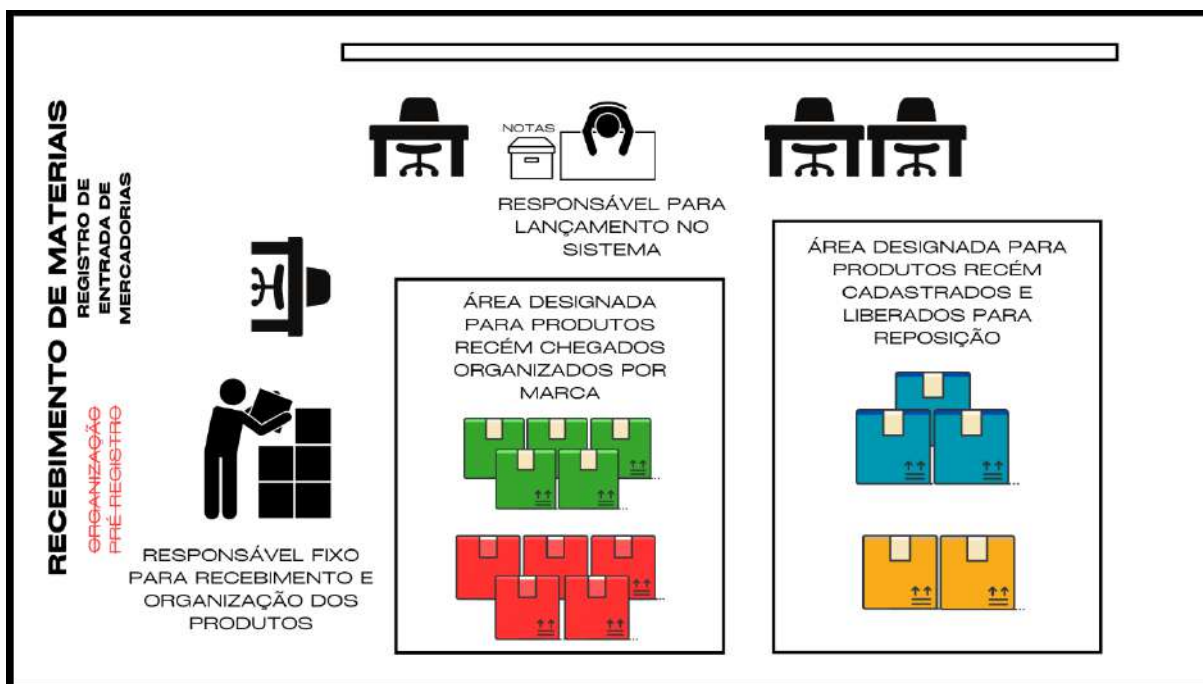 RECEBIMENTO DE MATERIAIS
REGISTRO DE
ENTRADA DE
MERCADORIAS
ORGANIZAÇÃO
PRÉ-REGISTRO
NOTAS
RESPONSÁVEL PARA
LANÇAMENTO NO
SISTEMA
RESPONSÁVEL FIXO
PARA RECEBIMENTO E
ORGANIZAÇÃO DOS
PRODUTOS
ÁREA DESIGNADA
PARA PRODUTOS
RECÉM CHEGADOS
ORGANIZADOS POR
MARCA
ÁREA DESIGNADA PARA
PRODUTOS RECÉM
CADASTRADOS E
LIBERADOS PARA
REPOSIÇÃO